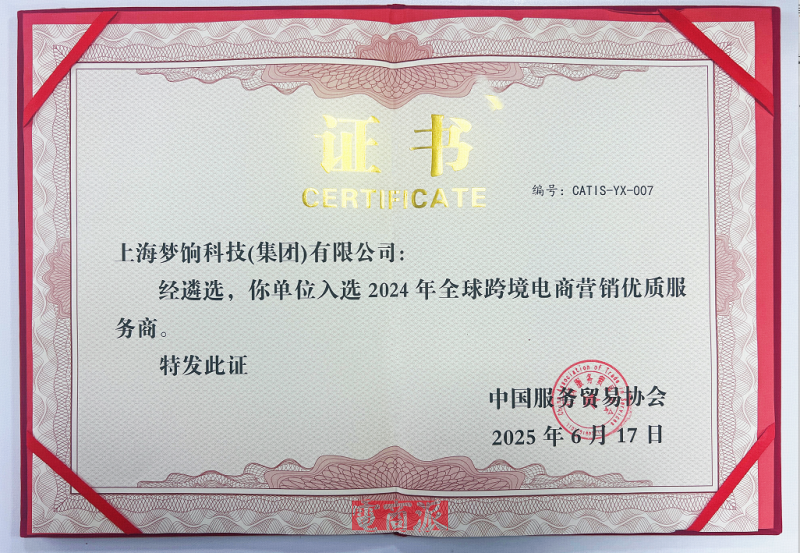 证书
CERTIFICATE
编号：CATIS-YX-007
上海梦饷科技(集团)有限公司：
经遴选，你单位入选 2024 年全球跨境电商营销优质服
务商。
特发此证
中国服务贸易协会
2025 年 6 月 17 日